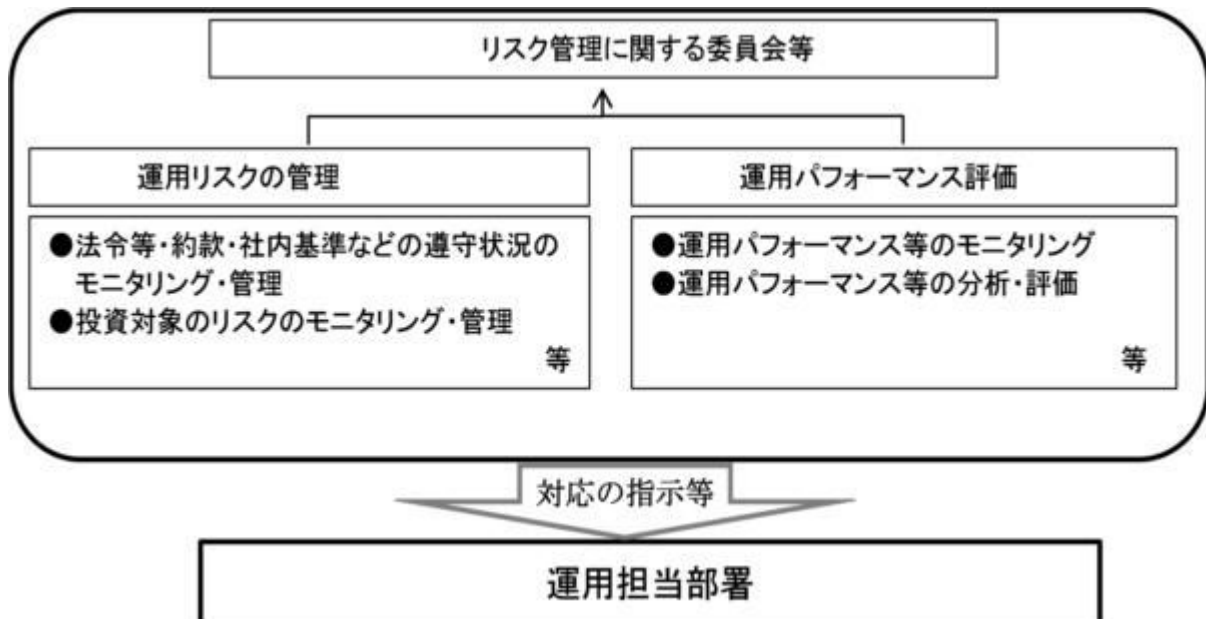 リスク管理に関する委員会等
運用リスクの管理
運用パフォーマンス評価
●法令等・約款・社内基準などの遵守状況の
モニタリング・管理
●投資対象のリスクのモニタリング・管理
等
●運用パフォーマンス等のモニタリング
●運用パフォーマンス等の分析・評価
等
対応の指示等
運用担当部署